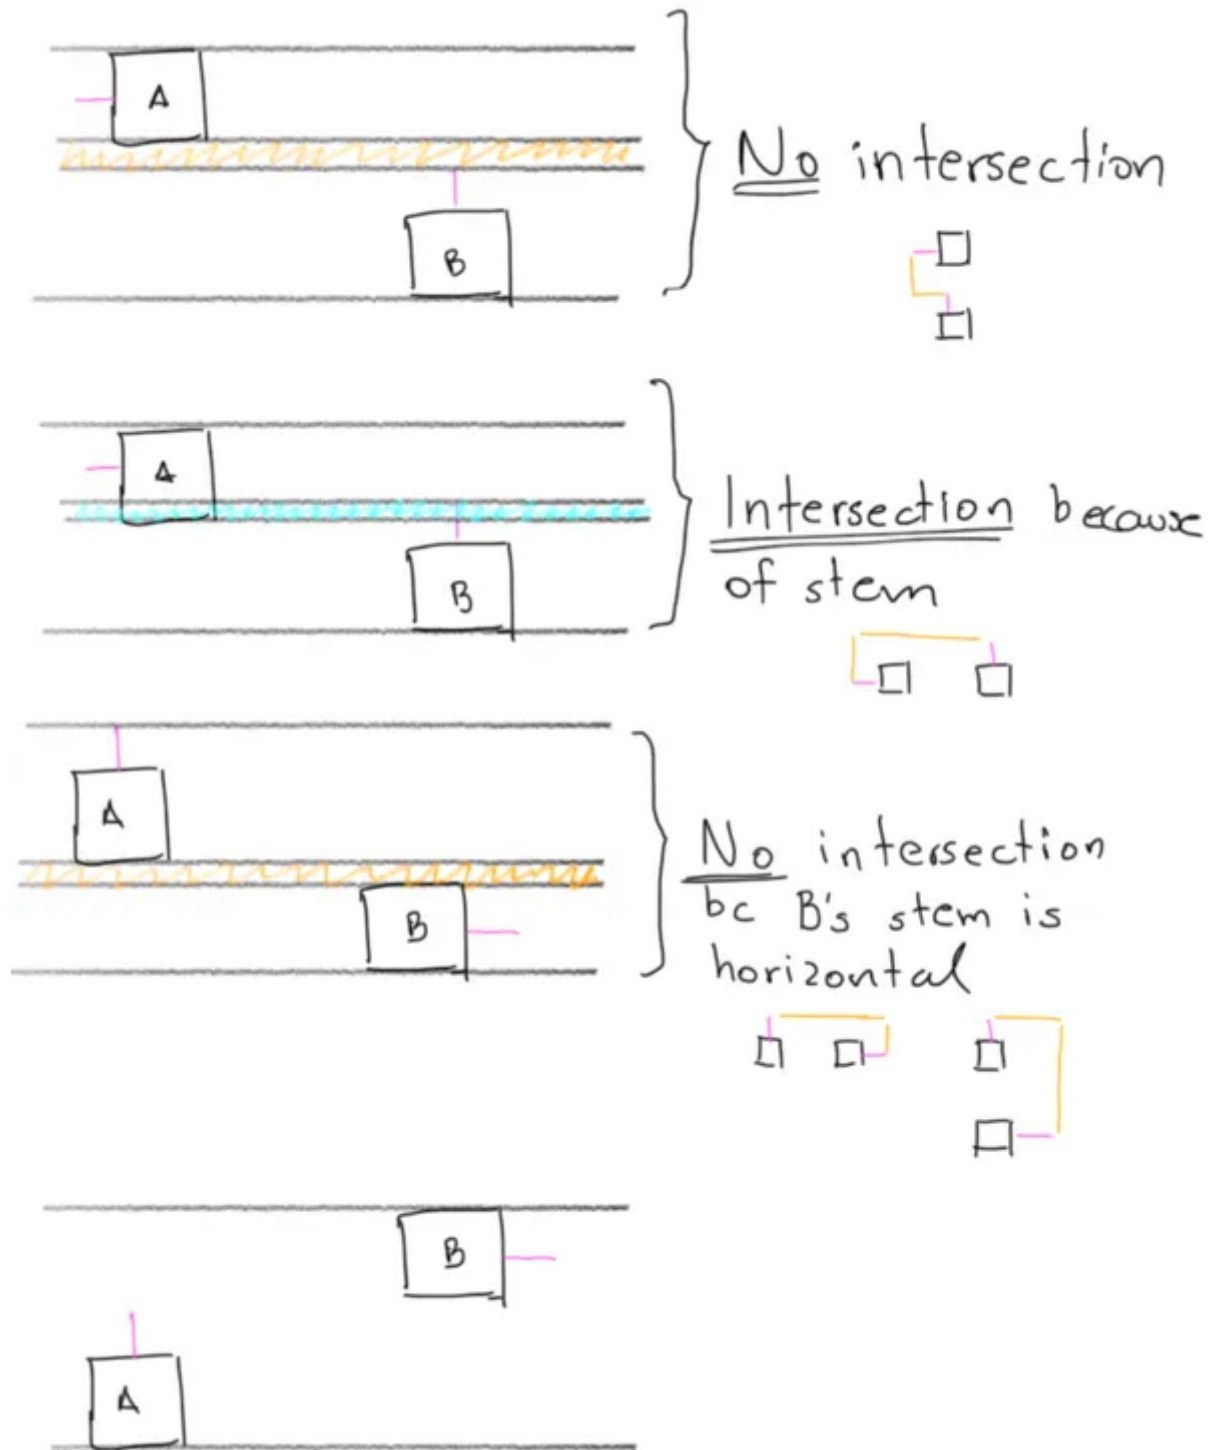 A
No intersection
B
A
Intersection because
of stem
B
A
No intersection
bc B's stem is
horizontal
B
B
A